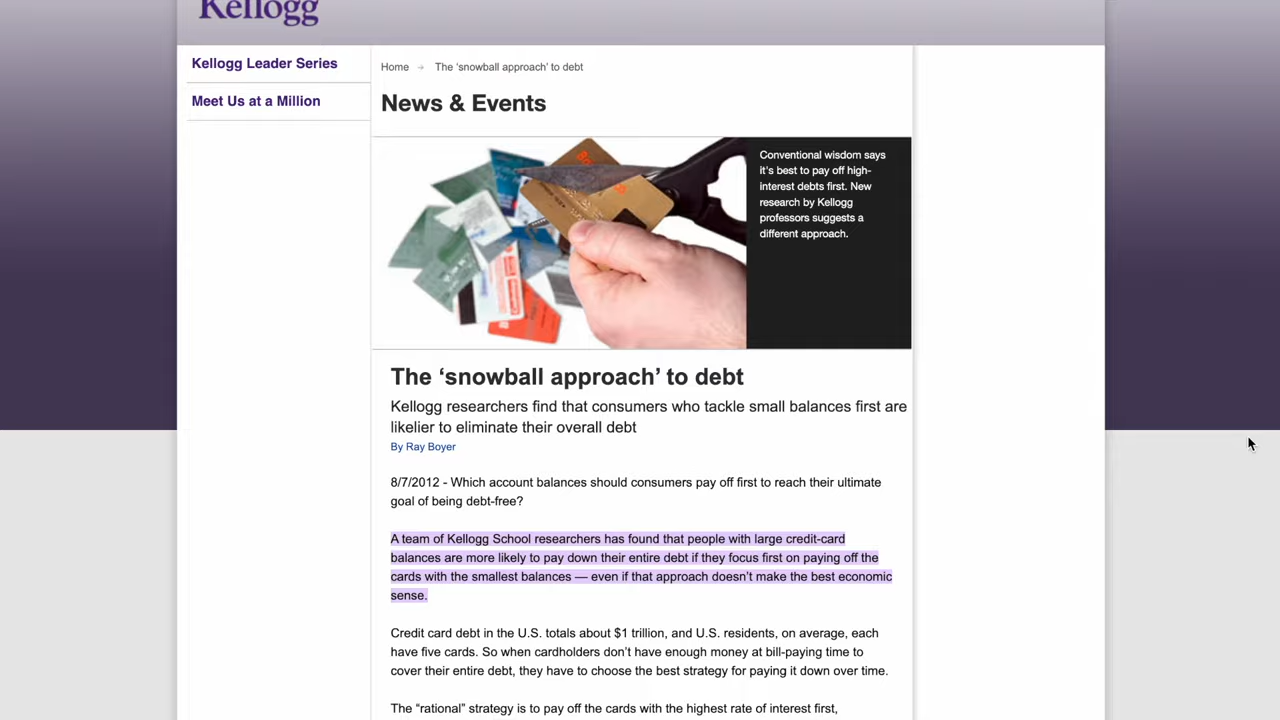 Kellogg
Kellogg Leader Series
Meet Us at a Million
Home → The ‘snowball approach’ to debt
News & Events
Conventional wisdom says
it's best to pay off high-
interest debts first. New
research by Kellogg
professors suggests a
different approach.
The ‘snowball approach’ to debt
Kellogg researchers find that consumers who tackle small balances first are
likelier to eliminate their overall debt
By Ray Boyer
8/7/2012 - Which account balances should consumers pay off first to reach their ultimate
goal of being debt-free?
A team of Kellogg School researchers has found that people with large credit-card
balances are more likely to pay down their entire debt if they focus first on paying off the
cards with the smallest balances — even if that approach doesn’t make the best economic
sense.
Credit card debt in the U.S. totals about $1 trillion, and U.S. residents, on average, each
have five cards. So when cardholders don’t have enough money at bill-paying time to
cover their entire debt, they have to choose the best strategy for paying it down over time.
The “rational” strategy is to pay off the cards with the highest rate of interest first,